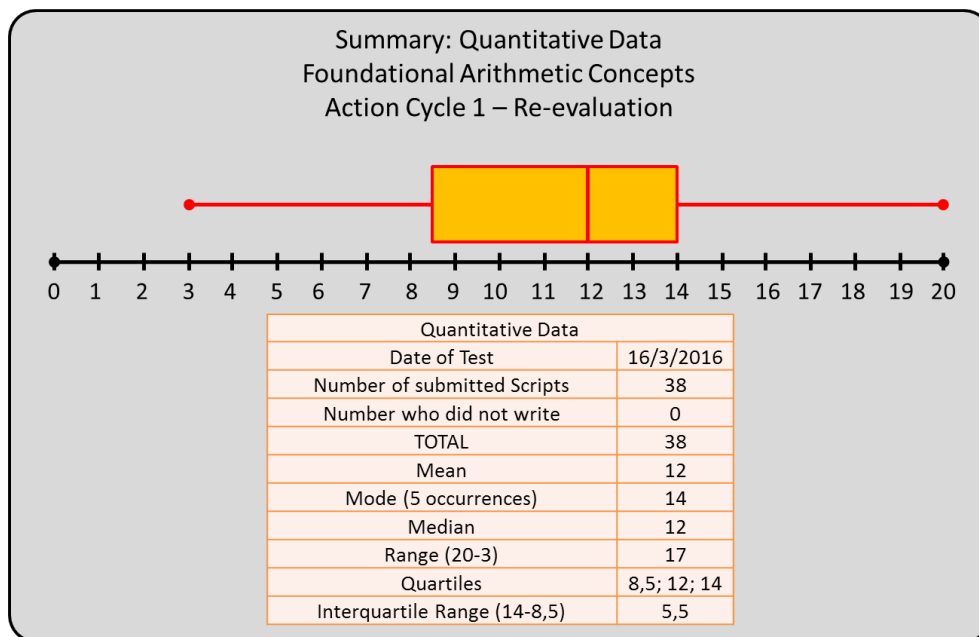 Summary: Quantitative Data
Foundational Arithmetic Concepts
Action Cycle 1 – Re-evaluation
0 1 2 3 4 5 6 7 8 9 10 11 12 13 14 15 16 17 18 19 20
Quantitative Data
Date of Test 16/3/2016
Number of submitted Scripts 38
Number who did not write 0
TOTAL 38
Mean 12
Mode (5 occurrences) 14
Median 12
Range (20-3) 17
Quartiles 8,5; 12; 14
Interquartile Range (14-8,5) 5,5